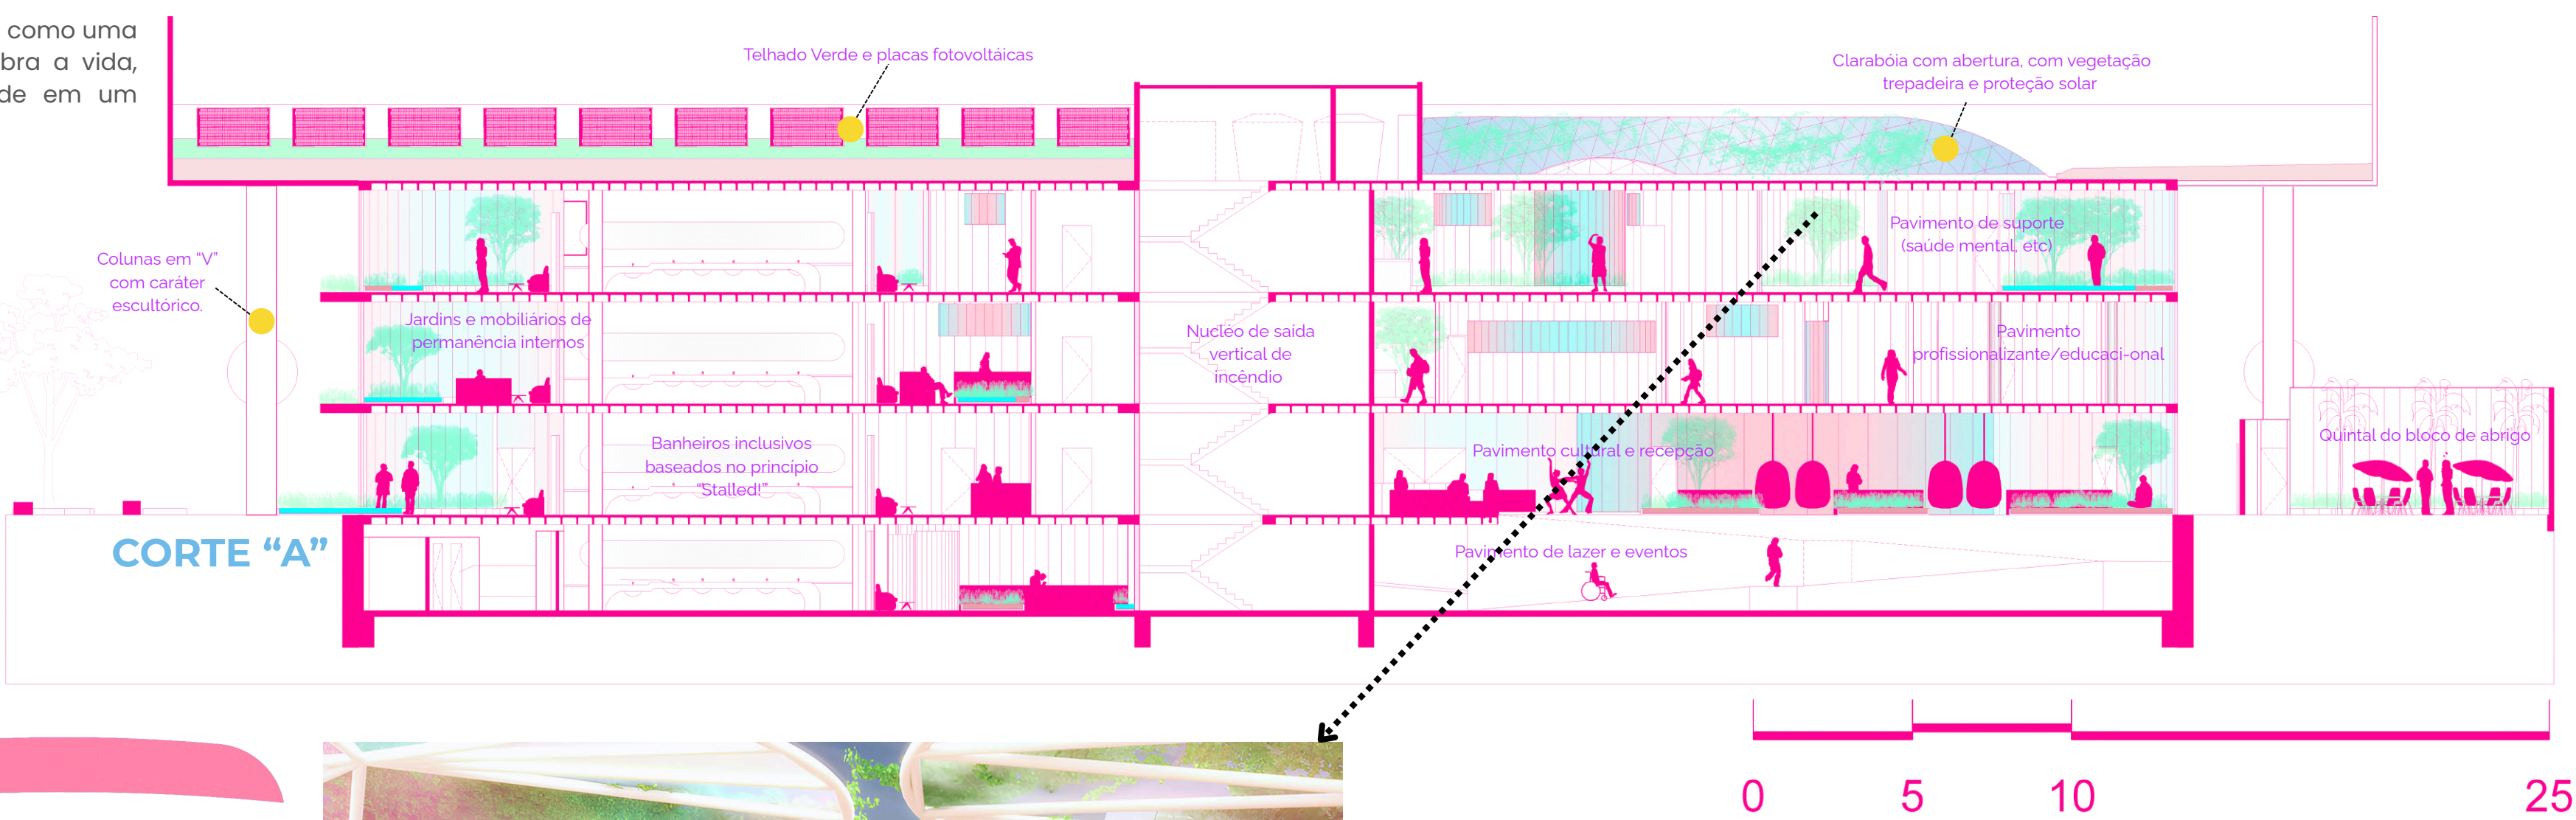 como uma
bra a vida,
de em um
Telhado Verde e placas fotovoltáicas
Clarabóia com abertura, com vegetação
trepadeira e proteção solar
Colunas em “V”
com caráter
escultórico.
Jardins e mobiliários de
permanência internos
Banheiros inclusivos
baseados no princípio
“Stalled!”
Nucléo de saída
vertical de
incêndio
Pavimento de suporte
(saúde mental, etc)
Pavimento
profissionalizante/educaci-onal
Pavimento cultural e recepção
Quintal do bloco de abrigo
Pavimento de lazer e eventos
CORTE “A”
0 5 10 25